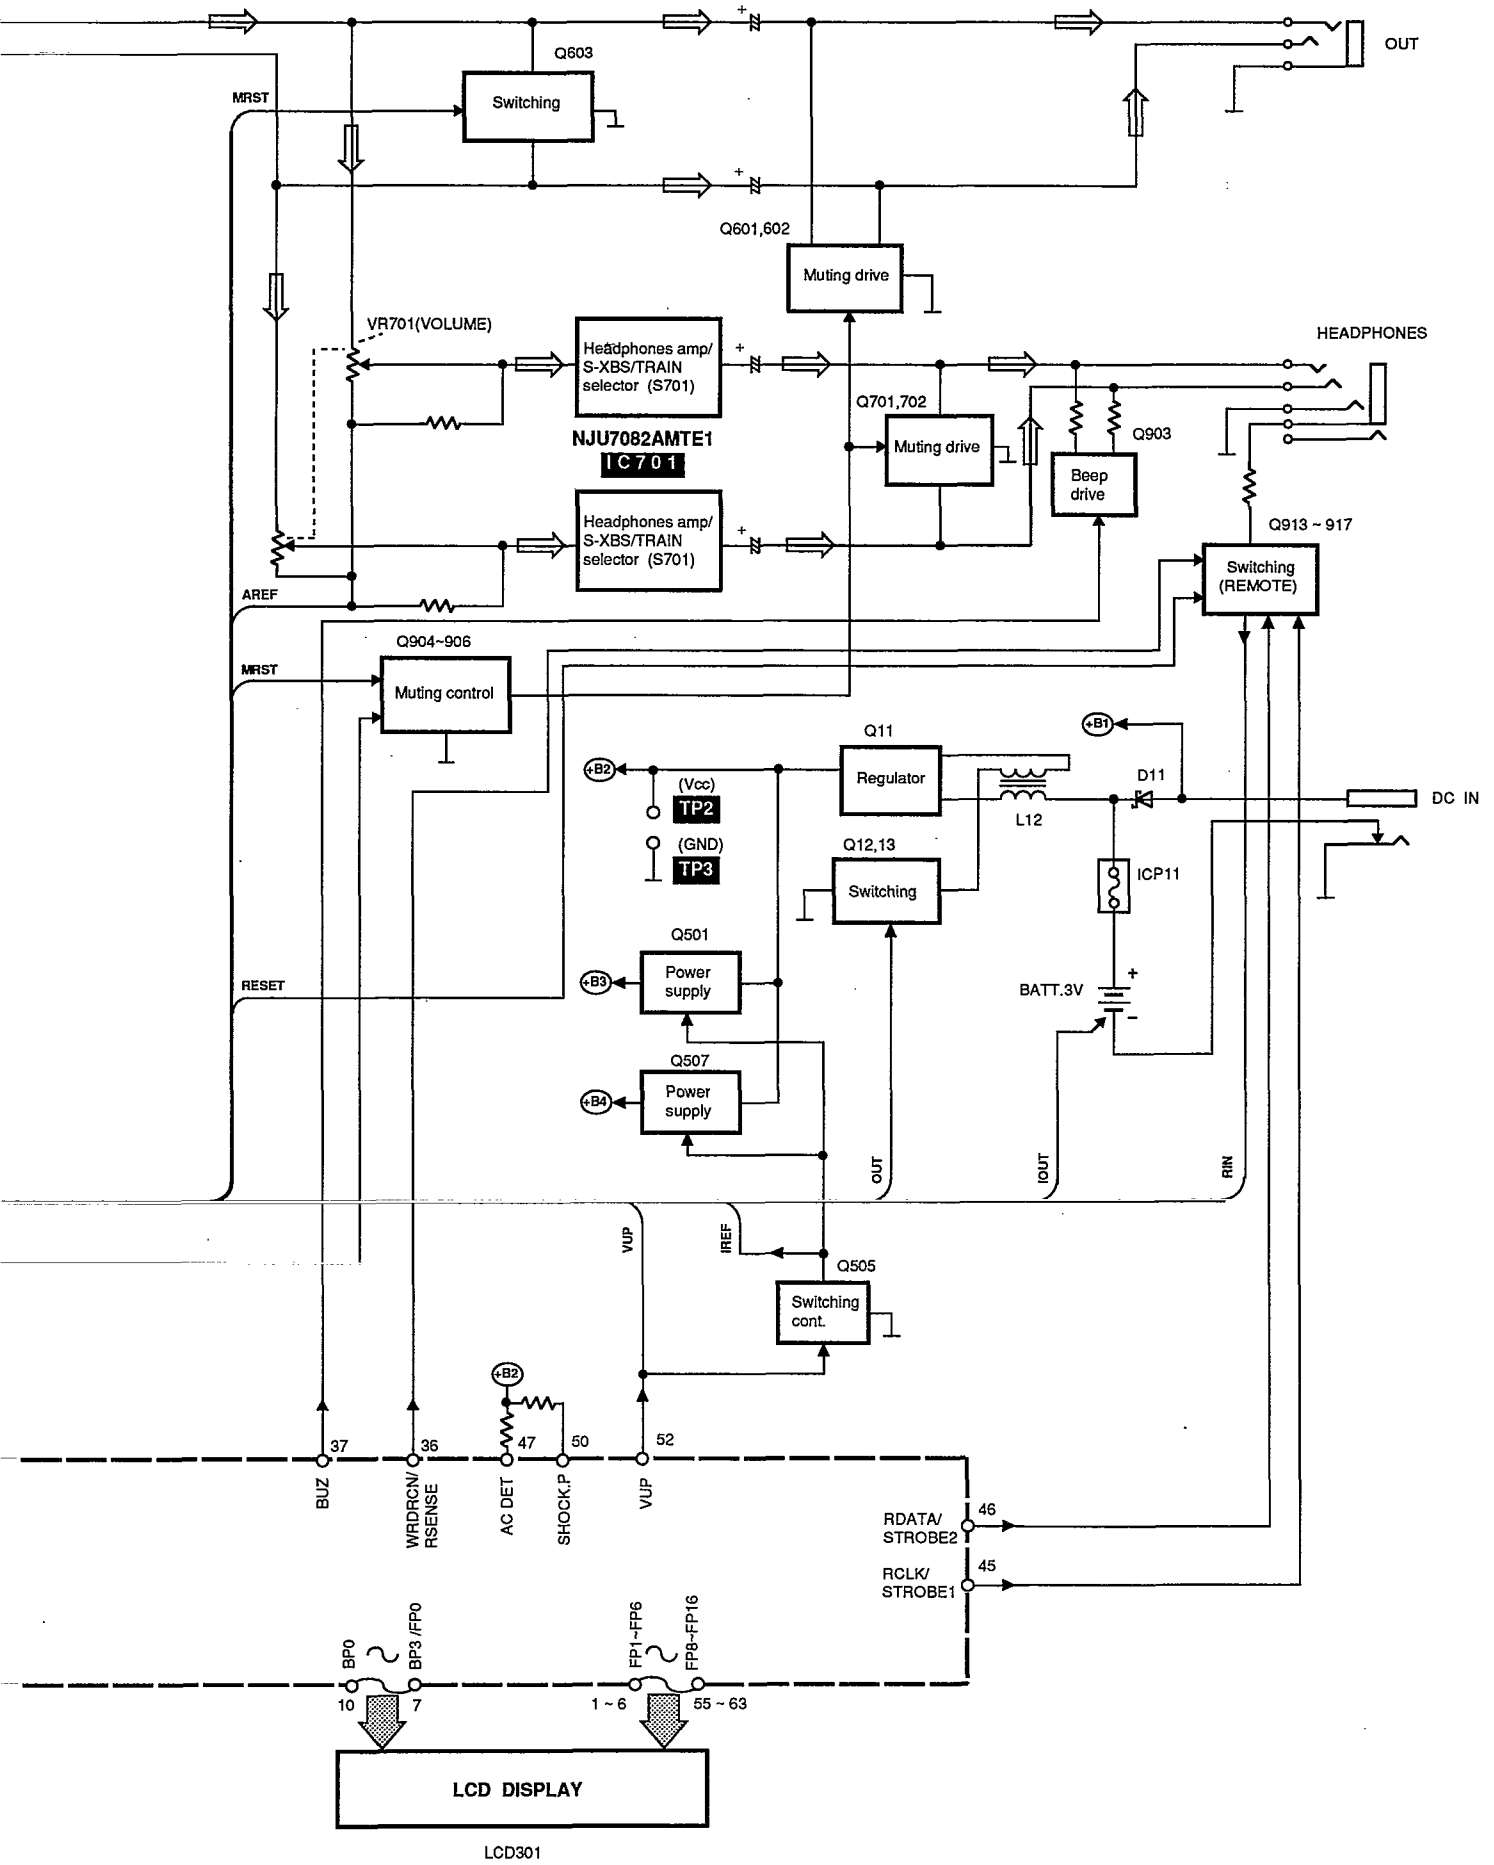 OUT
Q603
Switching
MRST
+
+
Q601,602
Muting drive
VR701(VOLUME)
HEADPHONES
Headphones amp/
S-XBS/TRAIN
selector (S701)
+
Q701,702
NJU7082AMTE1
IC701
Muting drive
Q903
Beep
drive
Headphones amp/
S-XBS/TRAIN
selector (S701)
+
Q913 ~ 917
Switching
(REMOTE)
AREF
Q904~906
MRST
Muting control
+B1
Q11
+B2
Regulator
(Vcc)
TP2
D11
DC IN
L12
(GND)
TP3
Q12,13
Switching
ICP11
Q501
+B3
Power
supply
RESET
BATT.3V
+
−
Q507
+B4
Power
supply
OUT
IOUT
RIN
VUP
IREF
Q505
Switching
cont.
+B2
37
36
47
50
52
BUZ
WRDRCN/
RSENSE
AC DET
SHOCK.P
VUP
RDATA/
STROBE2
46
RCLK/
STROBE1
45
BP0
BP3 /FP0
FP1~FP6
FP8~FP16
10
7
1 ~ 6
55 ~ 63
LCD DISPLAY
LCD301